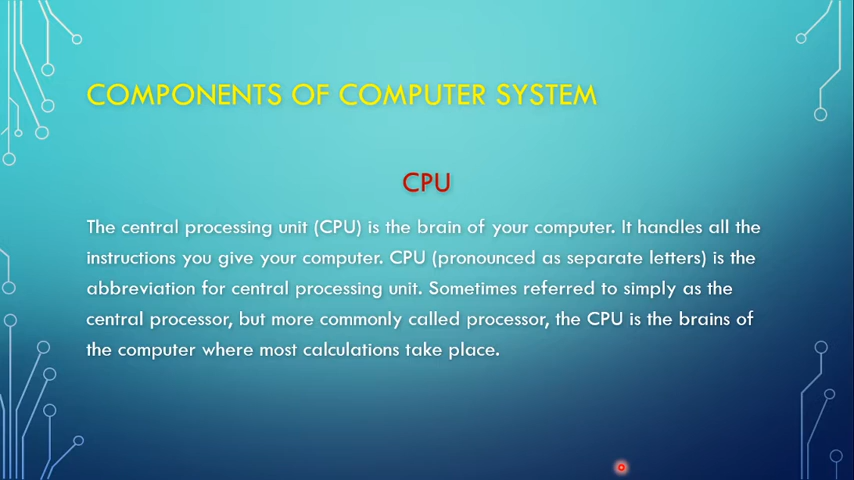 COMPONENTS OF COMPUTER SYSTEM
CPU
The central processing unit (CPU) is the brain of your computer. It handles all the
instructions you give your computer. CPU (pronounced as separate letters) is the
abbreviation for central processing unit. Sometimes referred to simply as the
central processor, but more commonly called processor, the CPU is the brains of
the computer where most calculations take place.